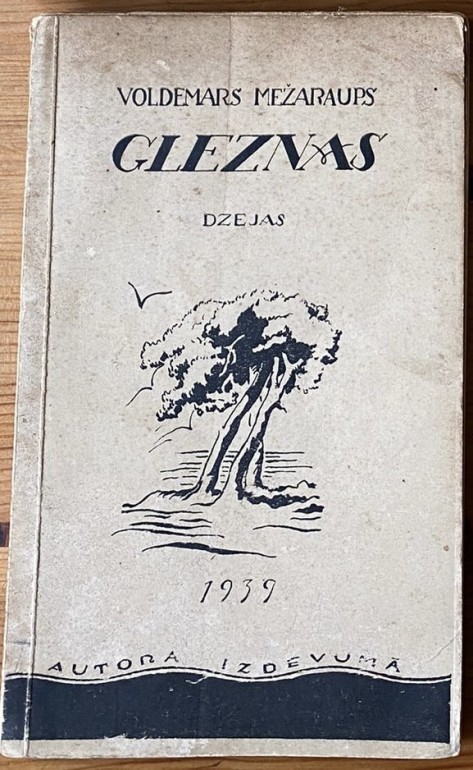 VOLDEMARS MEŽARAUPS
GLEZNAS
DZEJAS
1939
AUTORA IZDEVUMĀ